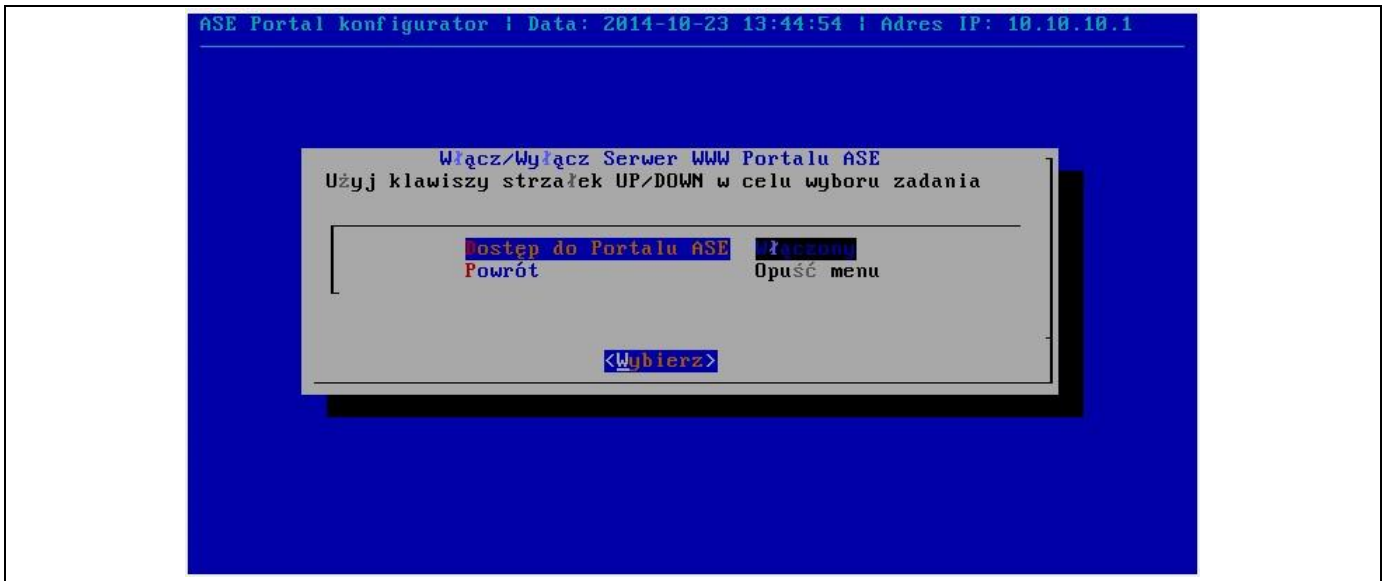 ASE Portal konfigurator | Data: 2014-10-23 13:44:54 | Adres IP: 10.10.10.1
Włącz/Wyłącz Serwer WWW Portalu ASE
Użyj klawiszy strzałek UP/DOWN w celu wyboru zadania
Dostęp do Portalu ASE Włączony
Powrót Opuść menu
<Wybierz>